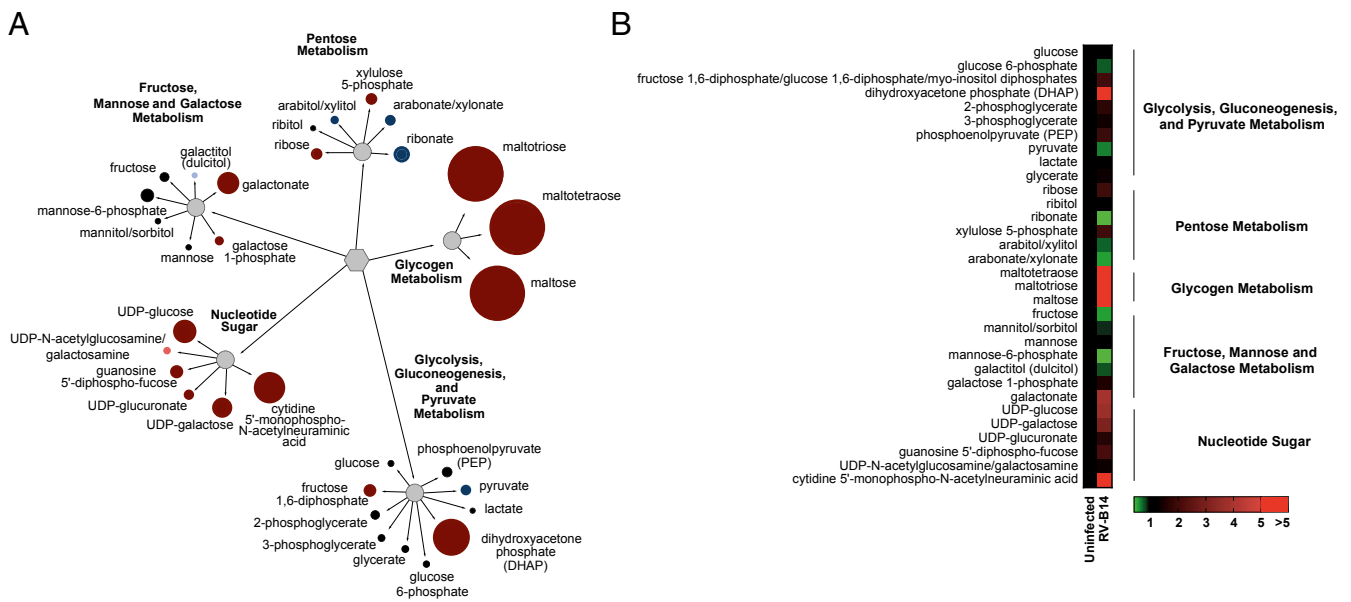 A
Pentose
Metabolism
xylulose
5-phosphate
arabitol/xylitol
arabonate/xylonate
ribitol
ribose
ribonate
Fructose,
Mannose and Galactose
Metabolism
galactitol
(dulcitol)
fructose
galactonate
mannose-6-phosphate
mannitol/sorbitol
mannose
galactose
1-phosphate
maltotriose
maltotetraose
maltose
Glycogen
Metabolism
Nucleotide
Sugar
UDP-glucose
UDP-N-acetylglucosamine/
galactosamine
guanosine
5'-diphospho-fucose
UDP-glucuronate
UDP-galactose
cytidine
5'-monophospho-
N-acetylneuraminic
acid
Glycolysis,
Gluconeogenesis,
and
Pyruvate
Metabolism
phosphoenolpyruvate
(PEP)
glucose
fructose
1,6-diphosphate
pyruvate
lactate
2-phosphoglycerate
3-phosphoglycerate
glycerate
glucose
6-phosphate
dihydroxyacetone
phosphate
(DHAP)
B
glucose
glucose 6-phosphate
fructose 1,6-diphosphate/glucose 1,6-diphosphate/myo-inositol diphosphates
dihydroxyacetone phosphate (DHAP)
2-phosphoglycerate
3-phosphoglycerate
phosphoenolpyruvate (PEP)
pyruvate
lactate
glycerate
ribose
ribitol
ribonate
xylulose 5-phosphate
arabitol/xylitol
arabonate/xylonate
maltotetraose
maltotriose
maltose
fructose
mannitol/sorbitol
mannose
mannose-6-phosphate
galactitol (dulcitol)
galactose 1-phosphate
galactonate
UDP-glucose
UDP-galactose
UDP-glucuronate
guanosine 5'-diphospho-fucose
UDP-N-acetylglucosamine/galactosamine
cytidine 5'-monophospho-N-acetylneuraminic acid
Glycolysis, Gluconeogenesis,
and Pyruvate Metabolism
Pentose Metabolism
Glycogen Metabolism
Fructose, Mannose and
Galactose Metabolism
Nucleotide Sugar
Uninfected
RV-B14
1 2 3 4 5 >5